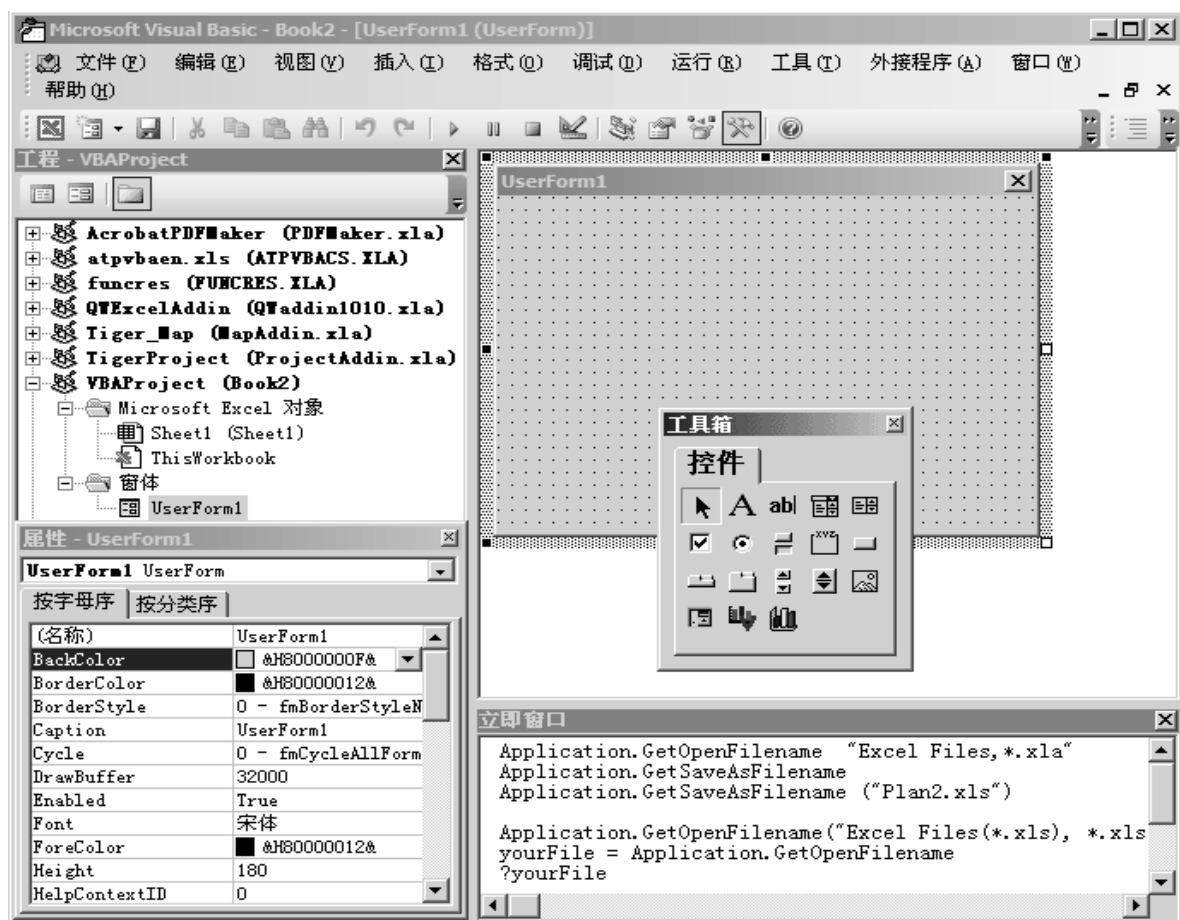 Microsoft Visual Basic - Book2 - [UserForm1 (UserForm)]
文件(F) 编辑(E) 视图(V) 插入(I) 格式(O) 调试(D) 运行(R) 工具(T) 外接程序(A) 窗口(W)
帮助(H)
工程 - VBAProject
AcrobatPDFMaker (PDFMaker.xla)
atpvbaen.xls (ATPVBACS.XLA)
funcres (FUNCRES.XLA)
QTExcelAddin (QTaddin1010.xla)
Tiger_Map (MapAddin.xla)
TigerProject (ProjectAddin.xla)
VBAProject (Book2)
Microsoft Excel 对象
Sheet1 (Sheet1)
ThisWorkbook
窗体
UserForm1
属性 - UserForm1
UserForm1 UserForm
按字母序 按分类序
(名称) UserForm1
BackColor &H8000000F&
BorderColor &H80000012&
BorderStyle 0 - fmBorderStyleN
Caption UserForm1
Cycle 0 - fmCycleAllForm
DrawBuffer 32000
Enabled True
Font 宋体
ForeColor &H80000012&
Height 180
HelpContextID 0
UserForm1
工具箱
控件
A ab
XYZ
立即窗口
Application.GetOpenFilename "Excel Files,*.xla"
Application.GetSaveAsFilename
Application.GetSaveAsFilename ("Plan2.xls")
Application.GetOpenFilename("Excel Files(*.xls), *.xls
yourFile = Application.GetOpenFilename
?yourFile